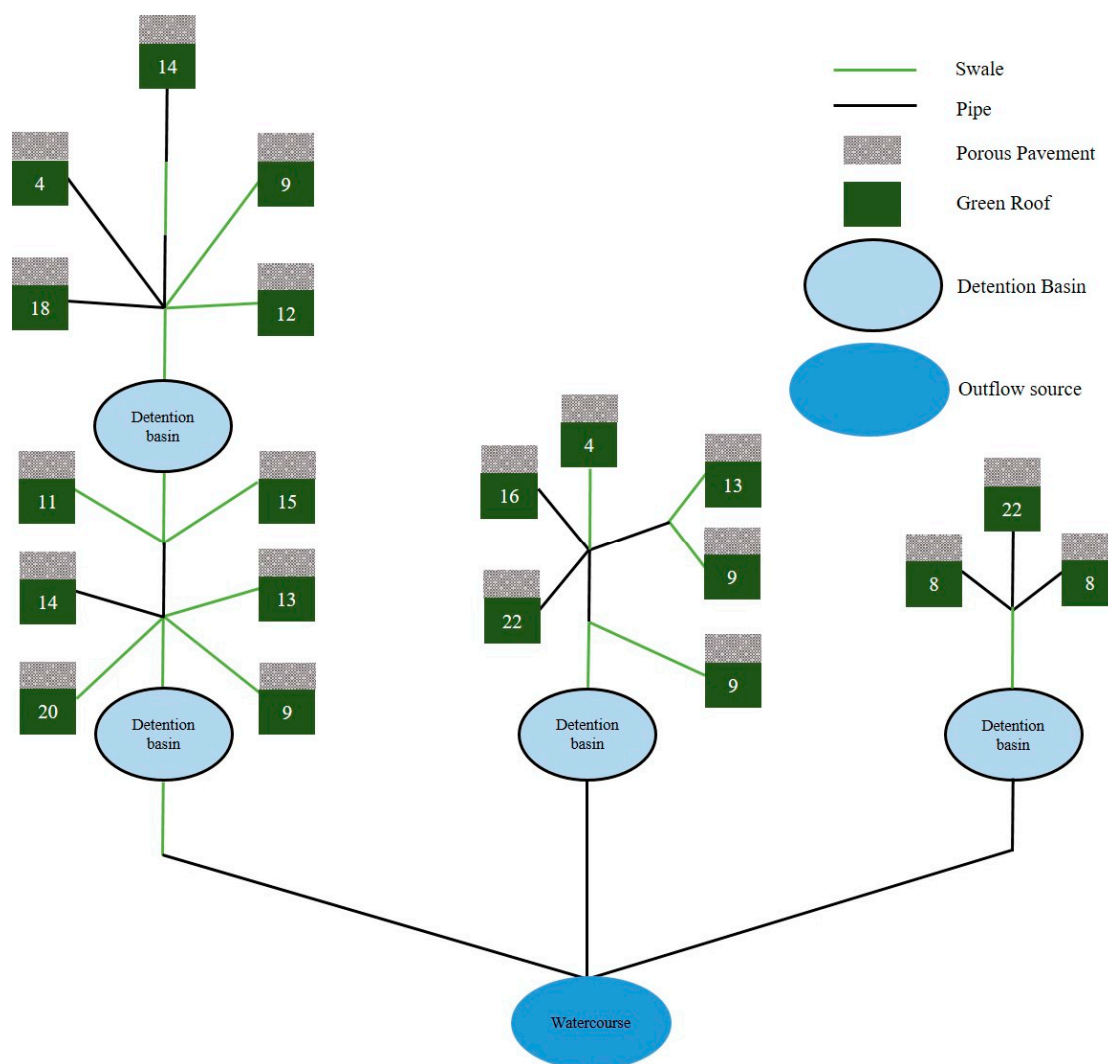 14
4
9
18
12
Detention
basin
11
15
14
13
20
9
Detention
basin
4
16
13
22
9
9
Detention
basin
22
8
8
Detention
basin
Watercourse
Swale
Pipe
Porous Pavement
Green Roof
Detention Basin
Outflow source